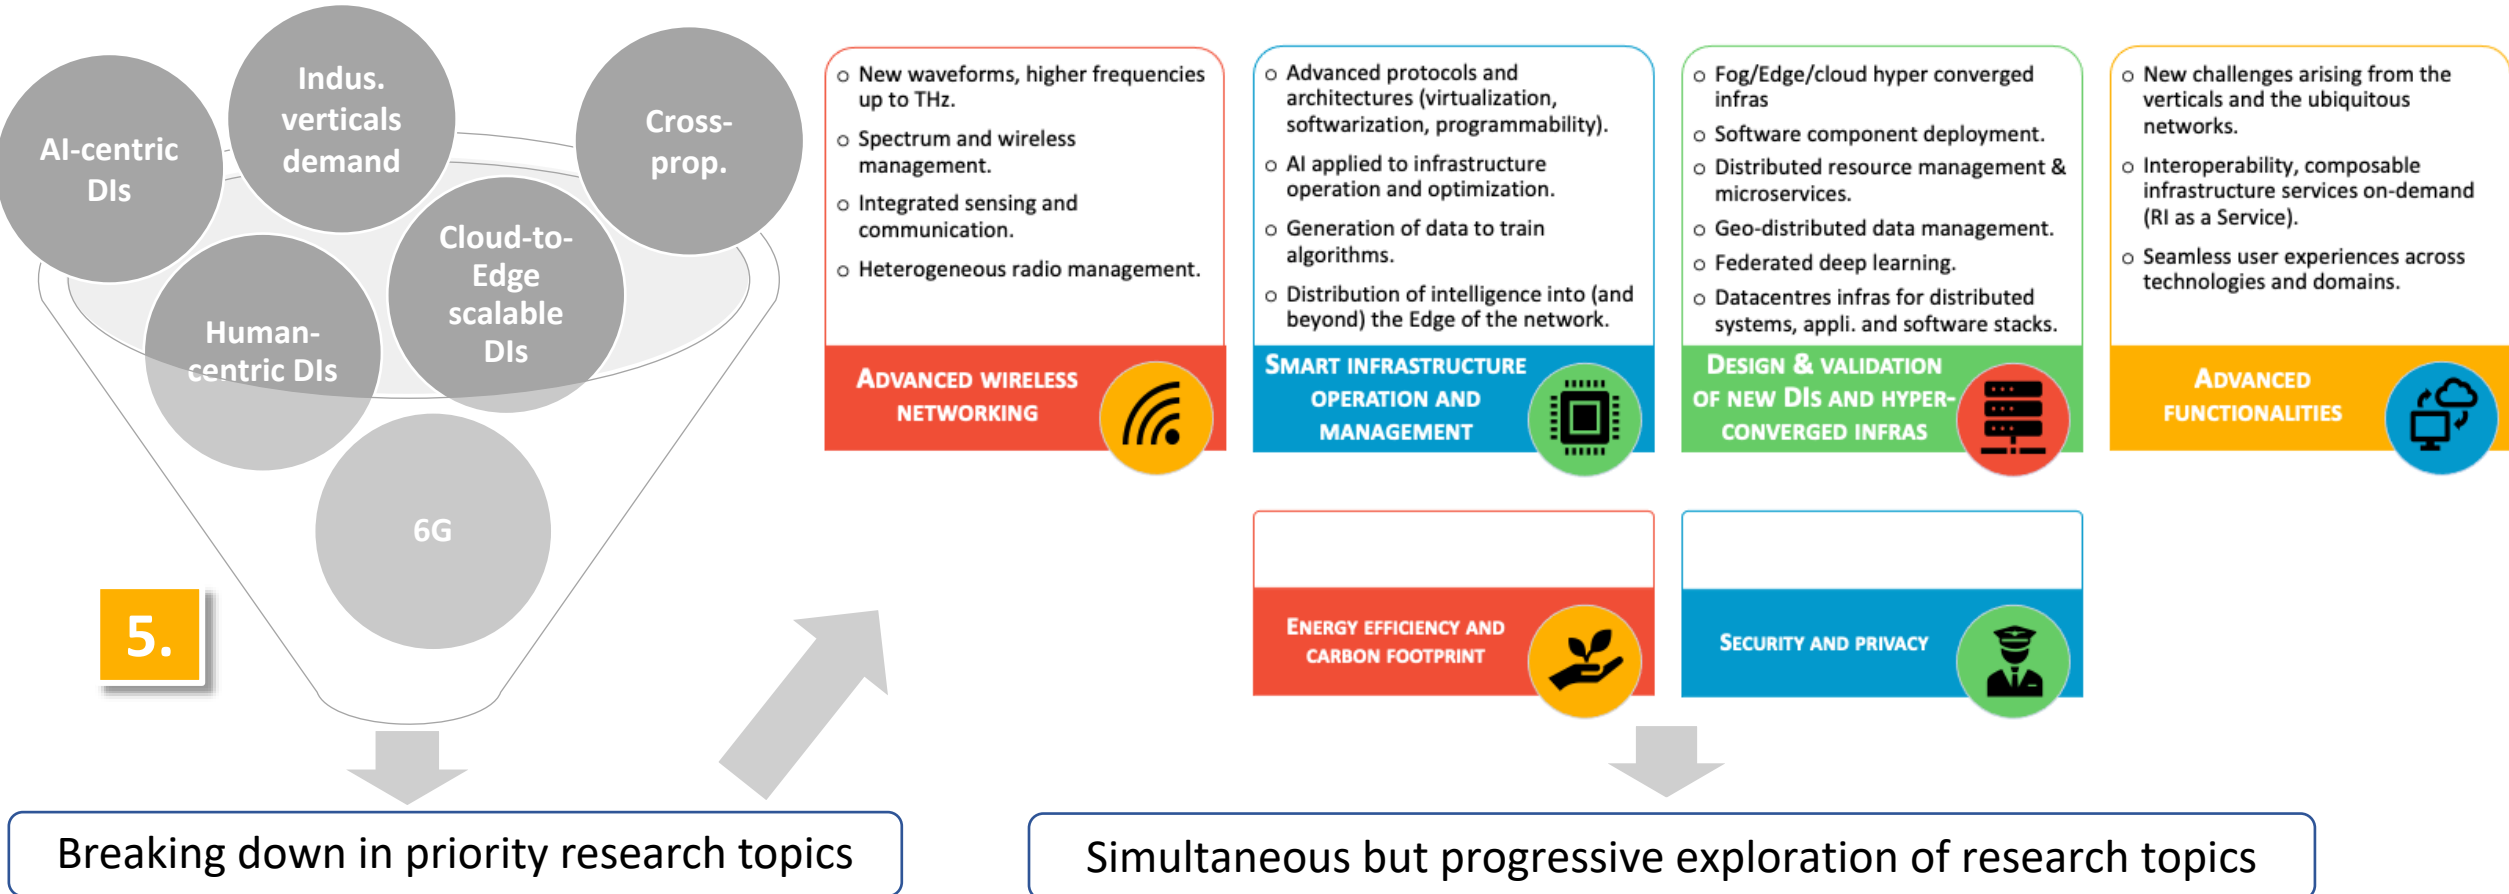 AI-centric
DIs
Indus.
verticals
demand
Cross-
prop.
Human-
centric DIs
Cloud-to-
Edge
scalable
DIs
6G
5.
Breaking down in priority research topics
○ New waveforms, higher frequencies
up to THz.
○ Spectrum and wireless
management.
○ Integrated sensing and
communication.
○ Heterogeneous radio management.
ADVANCED WIRELESS
NETWORKING
○ Advanced protocols and
architectures (virtualization,
softwarization, programmability).
○ AI applied to infrastructure
operation and optimization.
○ Generation of data to train
algorithms.
○ Distribution of intelligence into (and
beyond) the Edge of the network.
SMART INFRASTRUCTURE
OPERATION AND
MANAGEMENT
○ Fog/Edge/cloud hyper converged
infras
○ Software component deployment.
○ Distributed resource management &
microservices.
○ Geo-distributed data management.
○ Federated deep learning.
○ Datacentres infras for distributed
systems, appli. and software stacks.
DESIGN & VALIDATION
OF NEW DIS AND HYPER-
CONVERGED INFRAS
○ New challenges arising from the
verticals and the ubiquitous
networks.
○ Interoperability, composable
infrastructure services on-demand
(RI as a Service).
○ Seamless user experiences across
technologies and domains.
ADVANCED
FUNCTIONALITIES
ENERGY EFFICIENCY AND
CARBON FOOTPRINT
SECURITY AND PRIVACY
Simultaneous but progressive exploration of research topics